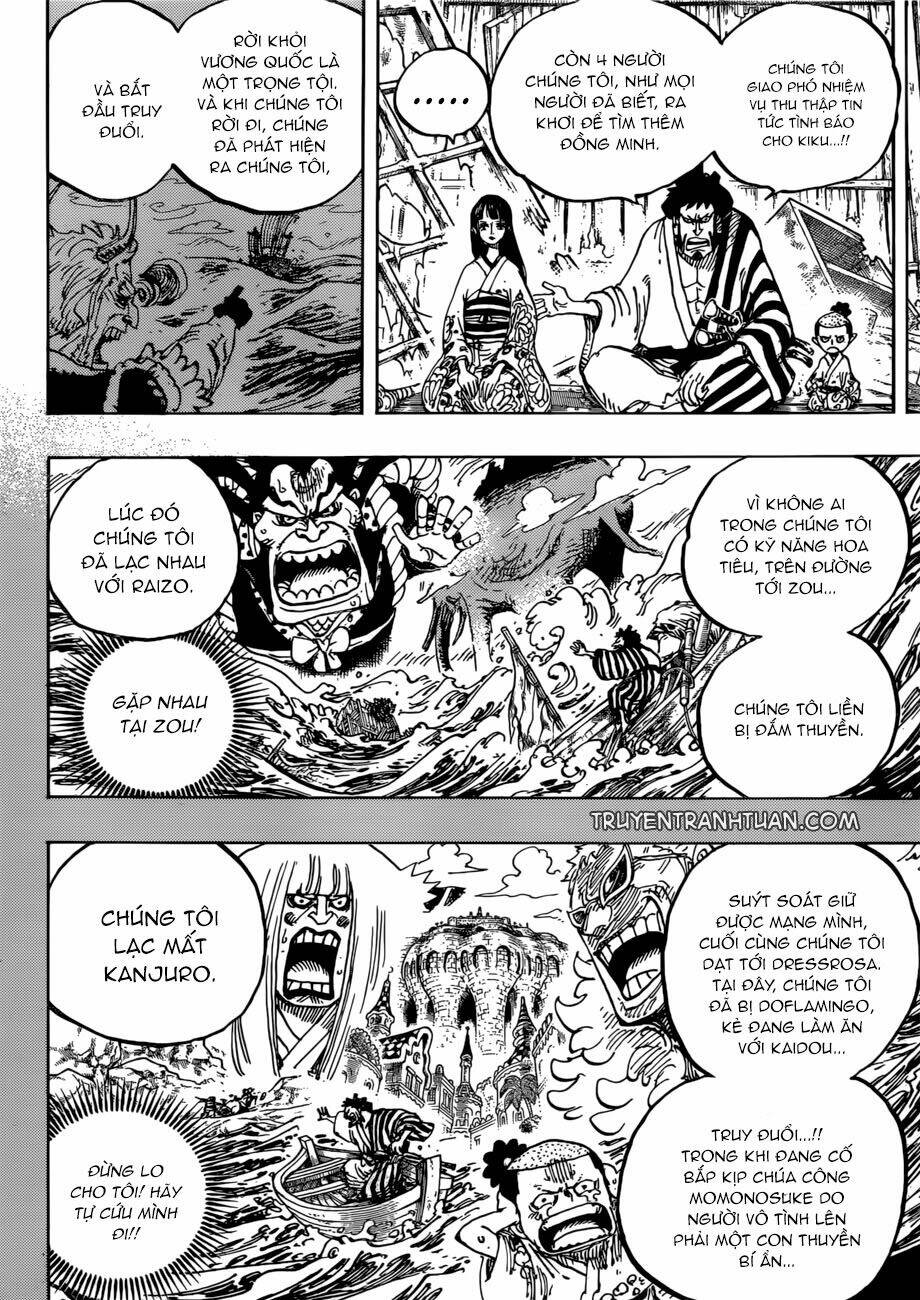 CHÚNG TÔI
GIAO PHÓ NHIỆM
VỤ THU THẬP TIN
TỨC TÌNH BÁO
CHO KIKU...!!
CÒN 4 NGƯỜI
CHÚNG TÔI, NHƯ MỌI
NGƯỜI ĐÃ BIẾT, RA
KHƠI ĐỂ TÌM THÊM
ĐỒNG MINH.
.....
RỜI KHỎI
VƯƠNG QUỐC LÀ
MỘT TRỌNG TỘI.
VÀ KHI CHÚNG TÔI
RỜI ĐI, CHÚNG
ĐÃ PHÁT HIỆN
RA CHÚNG TÔI,
VÀ BẮT
ĐẦU TRUY
ĐUỔI.
VÌ KHÔNG AI
TRONG CHÚNG TÔI
CÓ KỸ NĂNG HOA
TIÊU, TRÊN ĐƯỜNG
TỚI ZOU...
CHÚNG TÔI LIỀN
BỊ ĐẮM THUYỀN.
LÚC ĐÓ
CHÚNG TÔI
ĐÃ LẠC NHAU
VỚI RAIZO.
GẶP NHAU
TẠI ZOU!
TRUYENTRANHTUAN.COM
SUÝT SOÁT GIỮ
ĐƯỢC MẠNG MÌNH,
CUỐI CÙNG CHÚNG TÔI
DẠT TỚI DRESSROSA.
TẠI ĐÂY, CHÚNG TÔI
ĐÃ BỊ DOFLAMINGO,
KẺ ĐANG LÀM ĂN
VỚI KAIDOU...
TRUY ĐUỔI...!!
TRONG KHI ĐANG CỐ
BẮP KỊP CHÚA CÔNG
MOMONOSUKE DO
NGƯỜI VÔ TÌNH LÊN
PHẢI MỘT CON THUYỀN
BÍ ẨN...
CHÚNG TÔI
LẠC MẤT
KANJURO.
ĐỪNG LO
CHO TÔI! HÃY
TỰ CỨU MÌNH
ĐI!!